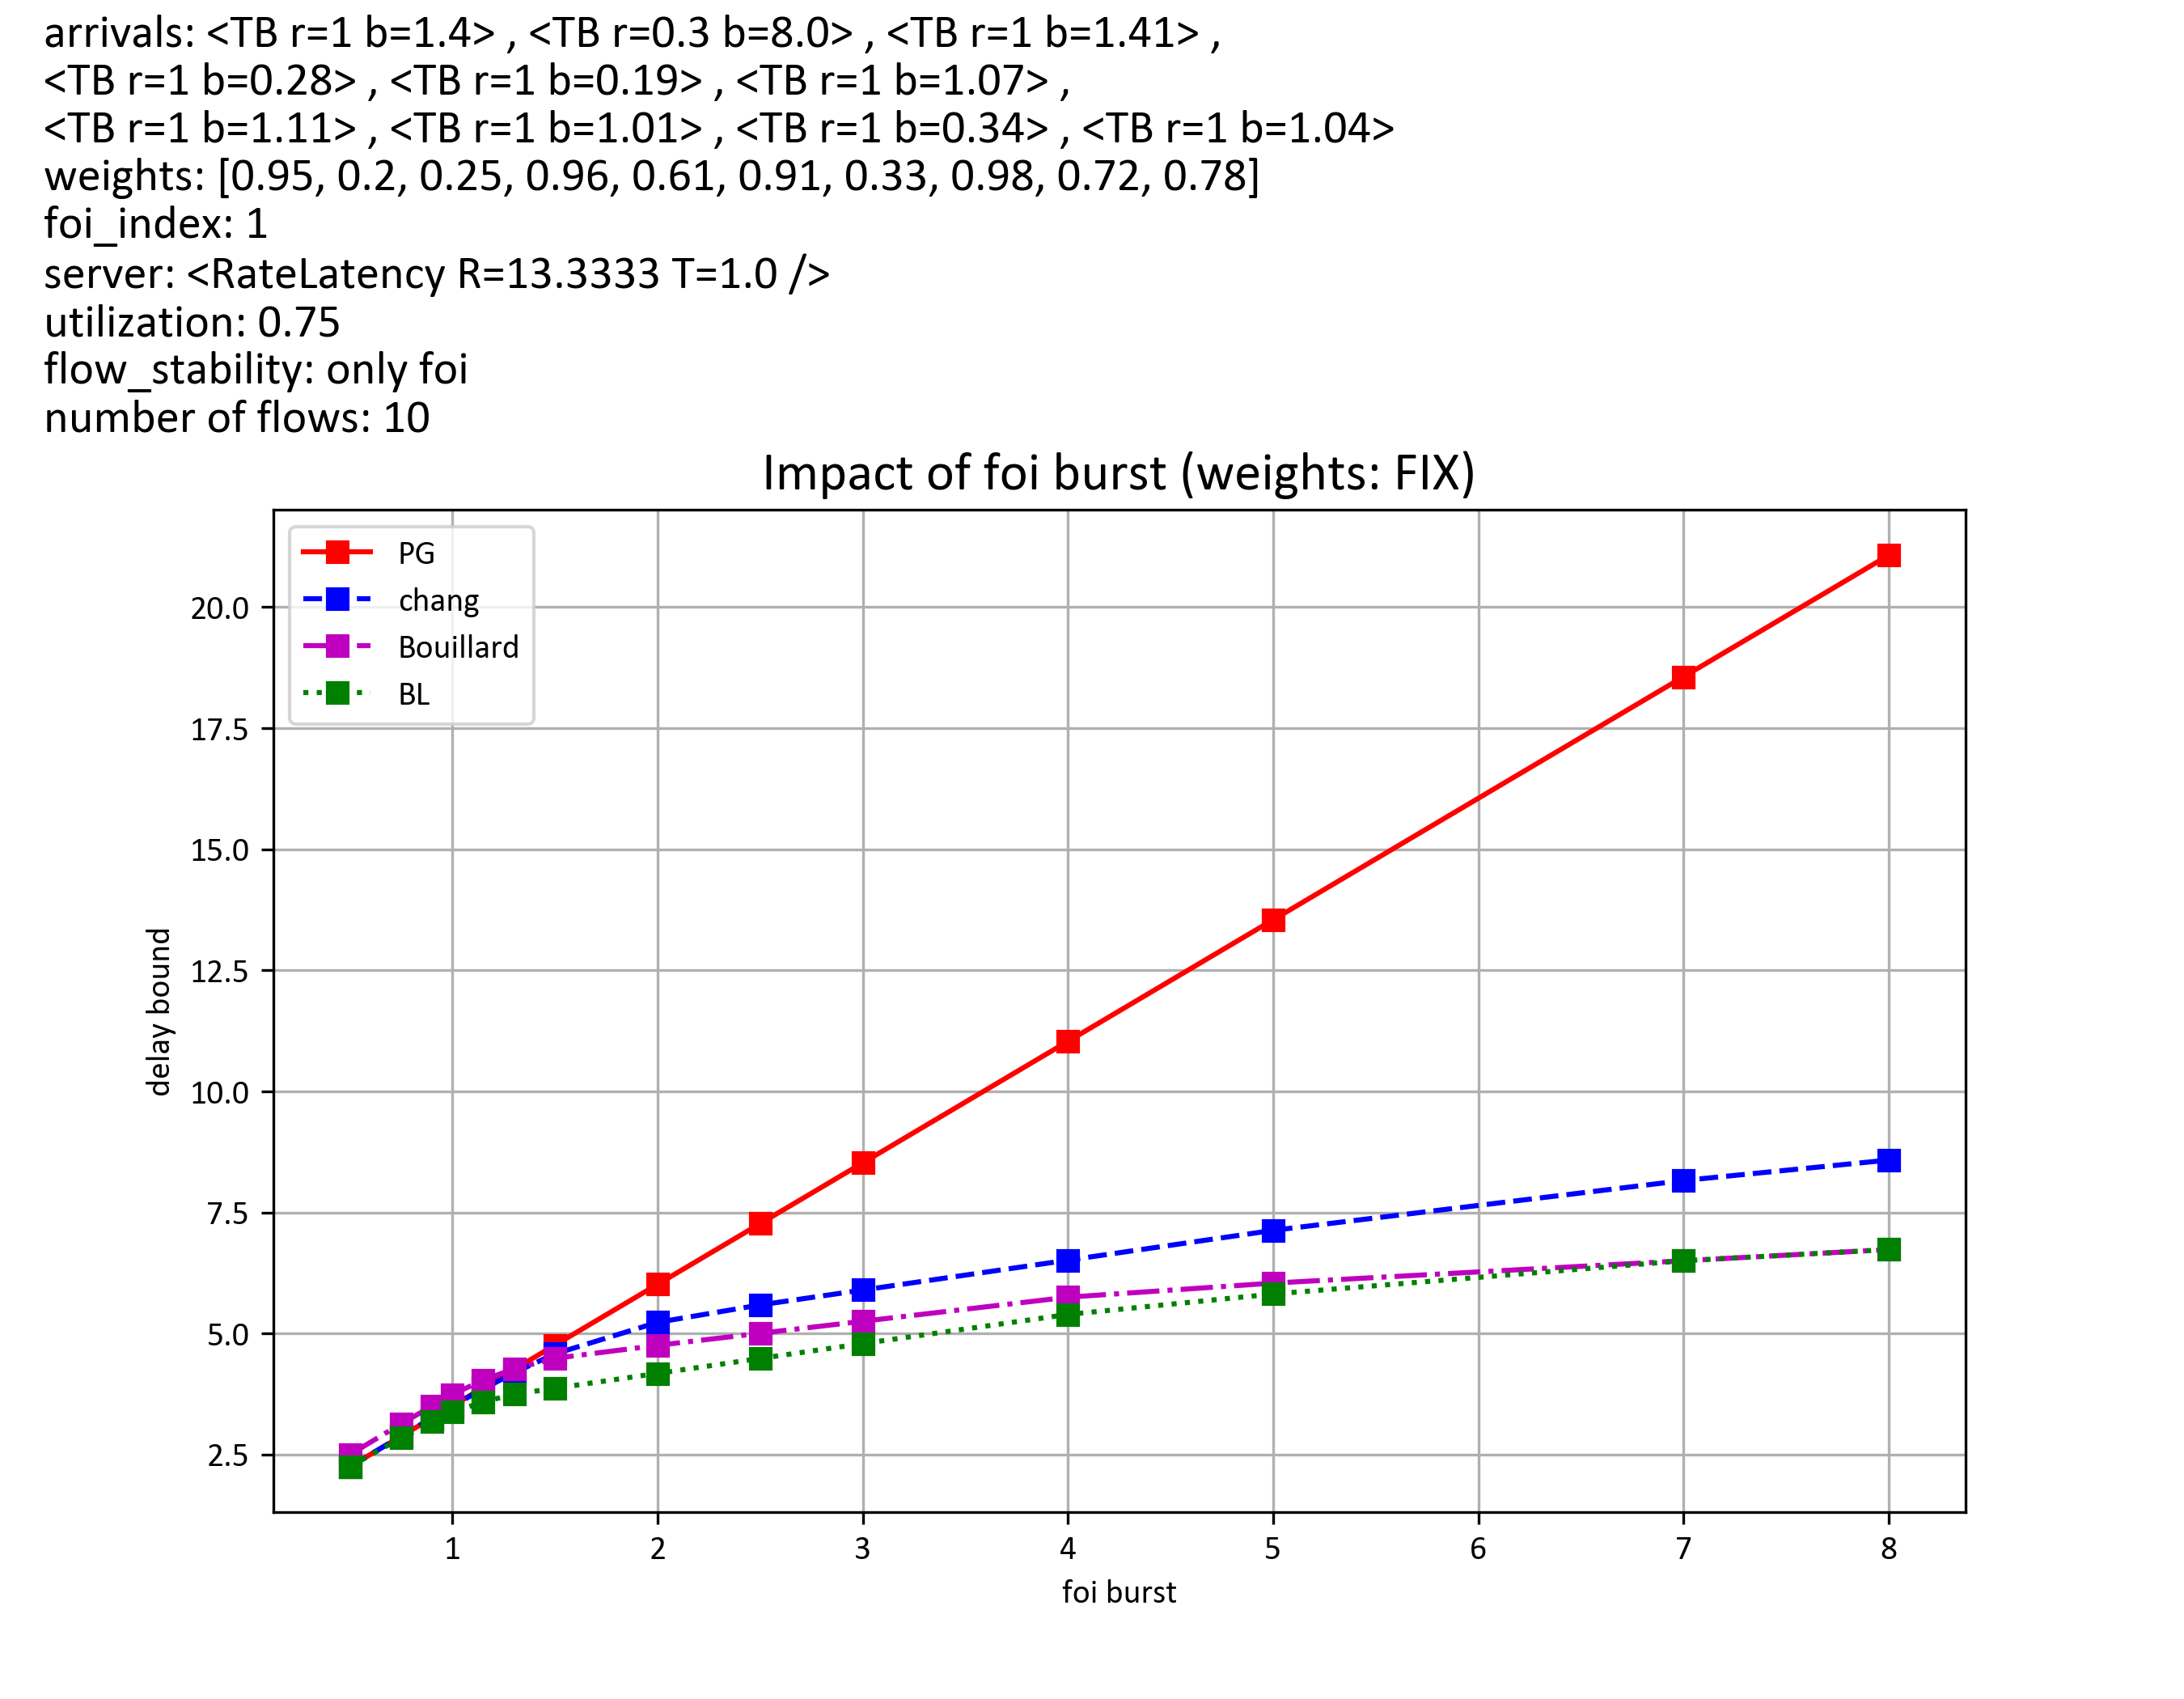 arrivals: <TB r=1 b=1.4> , <TB r=0.3 b=8.0> , <TB r=1 b=1.41> ,
<TB r=1 b=0.28> , <TB r=1 b=0.19> , <TB r=1 b=1.07> ,
<TB r=1 b=1.11> , <TB r=1 b=1.01> , <TB r=1 b=0.34> , <TB r=1 b=1.04>
weights: [0.95, 0.2, 0.25, 0.96, 0.61, 0.91, 0.33, 0.98, 0.72, 0.78]
foi_index: 1
server: <RateLatency R=13.3333 T=1.0 />
utilization: 0.75
flow_stability: only foi
number of flows: 10
Impact of foi burst (weights: FIX)
PG
chang
Bouillard
BL
20.0
17.5
15.0
12.5
10.0
7.5
5.0
2.5
delay bound
1 2 3 4 5 6 7 8
foi burst